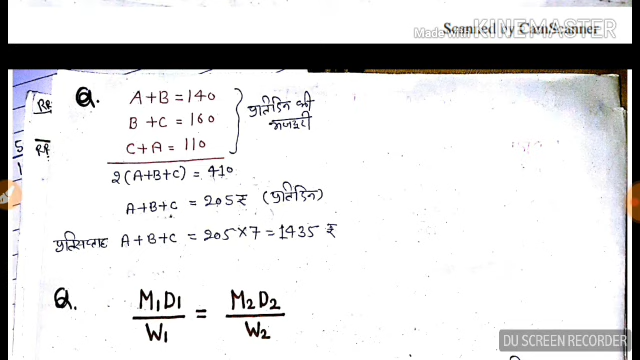 Scanned by CamScanner
Made with KINEMASTER
Q.
A+B = 140
B+C = 160
C+A = 110
प्रतिदिन की
मजदूरी
2(A+B+C) = 410
A+B+C = 205₹ (प्रतिदिन)
प्रतिसप्ताह A+B+C = 205×7 = 1435 ₹
Q.
M₁D₁ / W₁ = M₂D₂ / W₂
DU SCREEN RECORDER